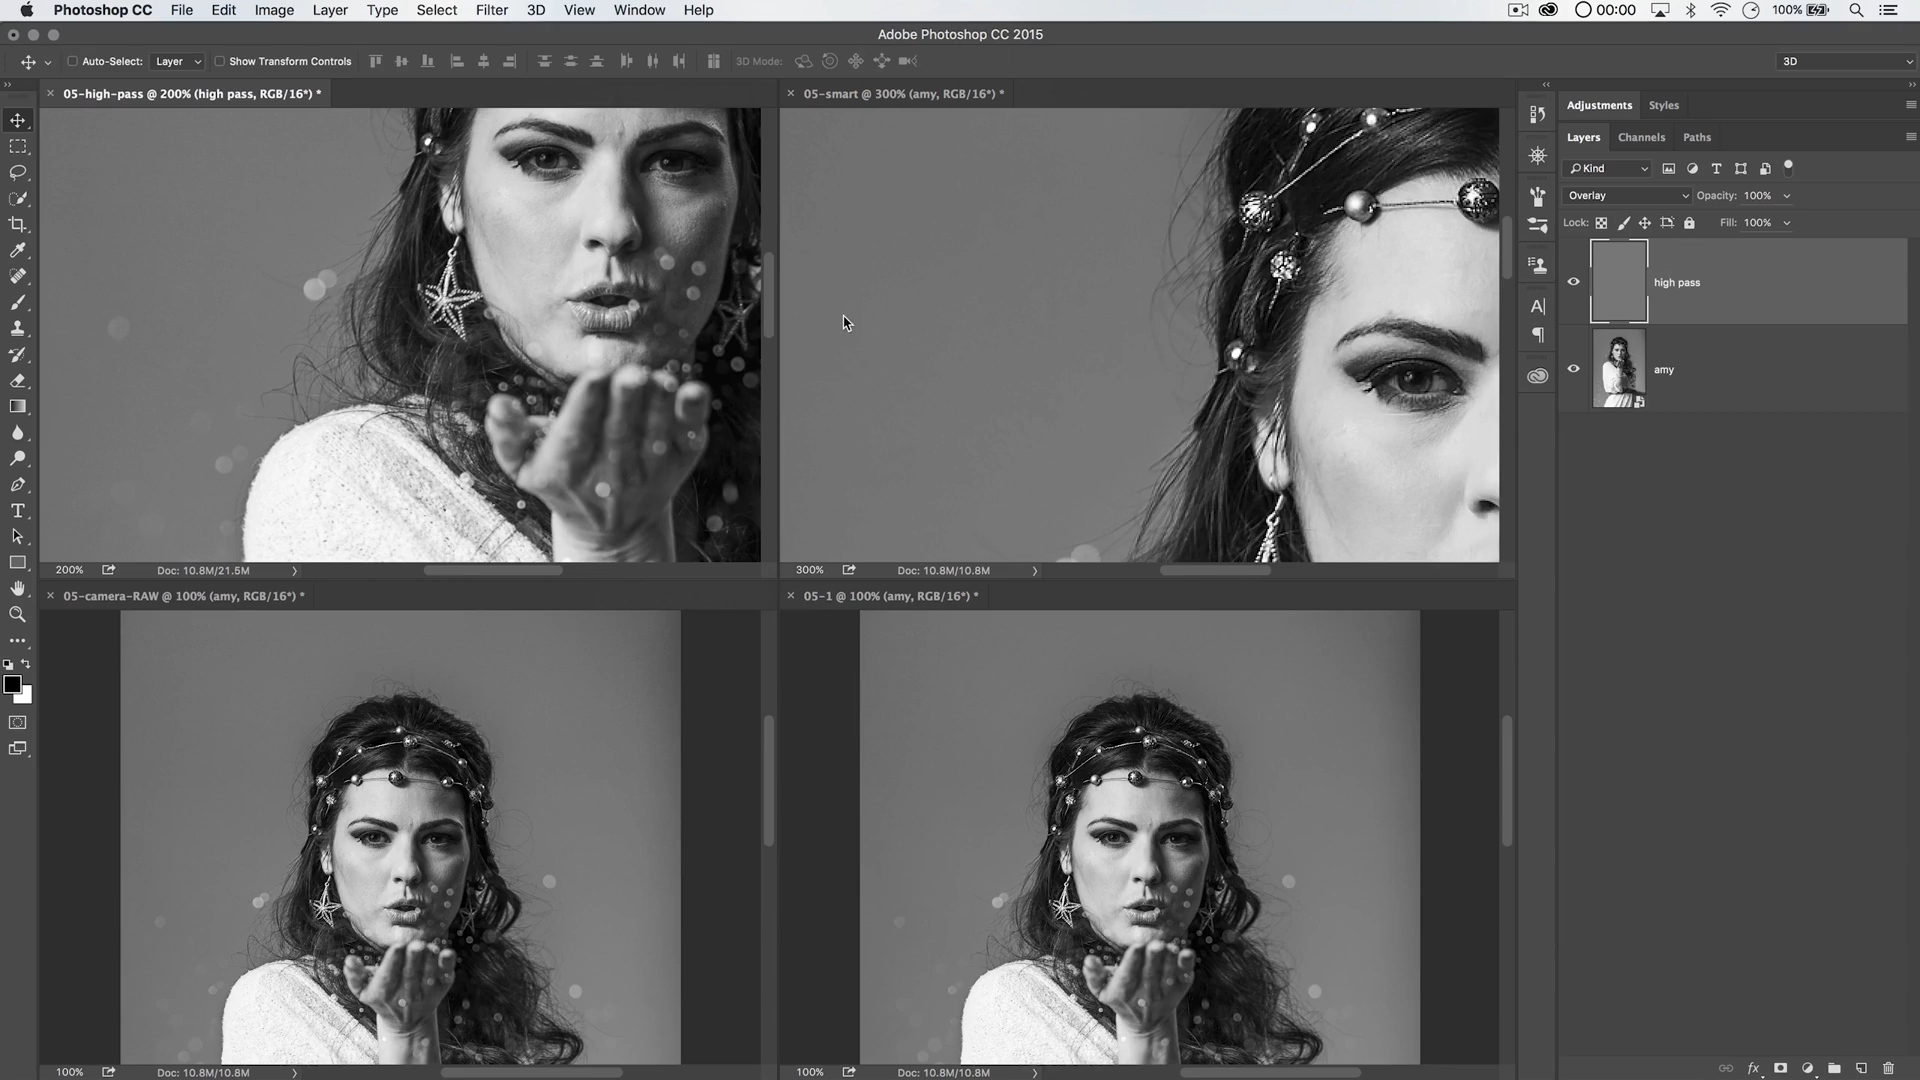 Photoshop CC File Edit Image Layer Type Select Filter 3D View Window Help 00:00 100%
Adobe Photoshop CC 2015
Auto-Select: Layer Show Transform Controls 3D Mode: 3D
05-high-pass @ 200% (high pass, RGB/16*) *
05-smart @ 300% (amy, RGB/16*) *
Adjustments Styles
Layers Channels Paths
Kind
Overlay Opacity: 100%
Lock: Fill: 100%
high pass
amy
200% Doc: 10.8M/21.5M
300% Doc: 10.8M/10.8M
05-camera-RAW @ 100% (amy, RGB/16*) *
05-1 @ 100% (amy, RGB/16*) *
100% Doc: 10.8M/10.8M
100% Doc: 10.8M/10.8M